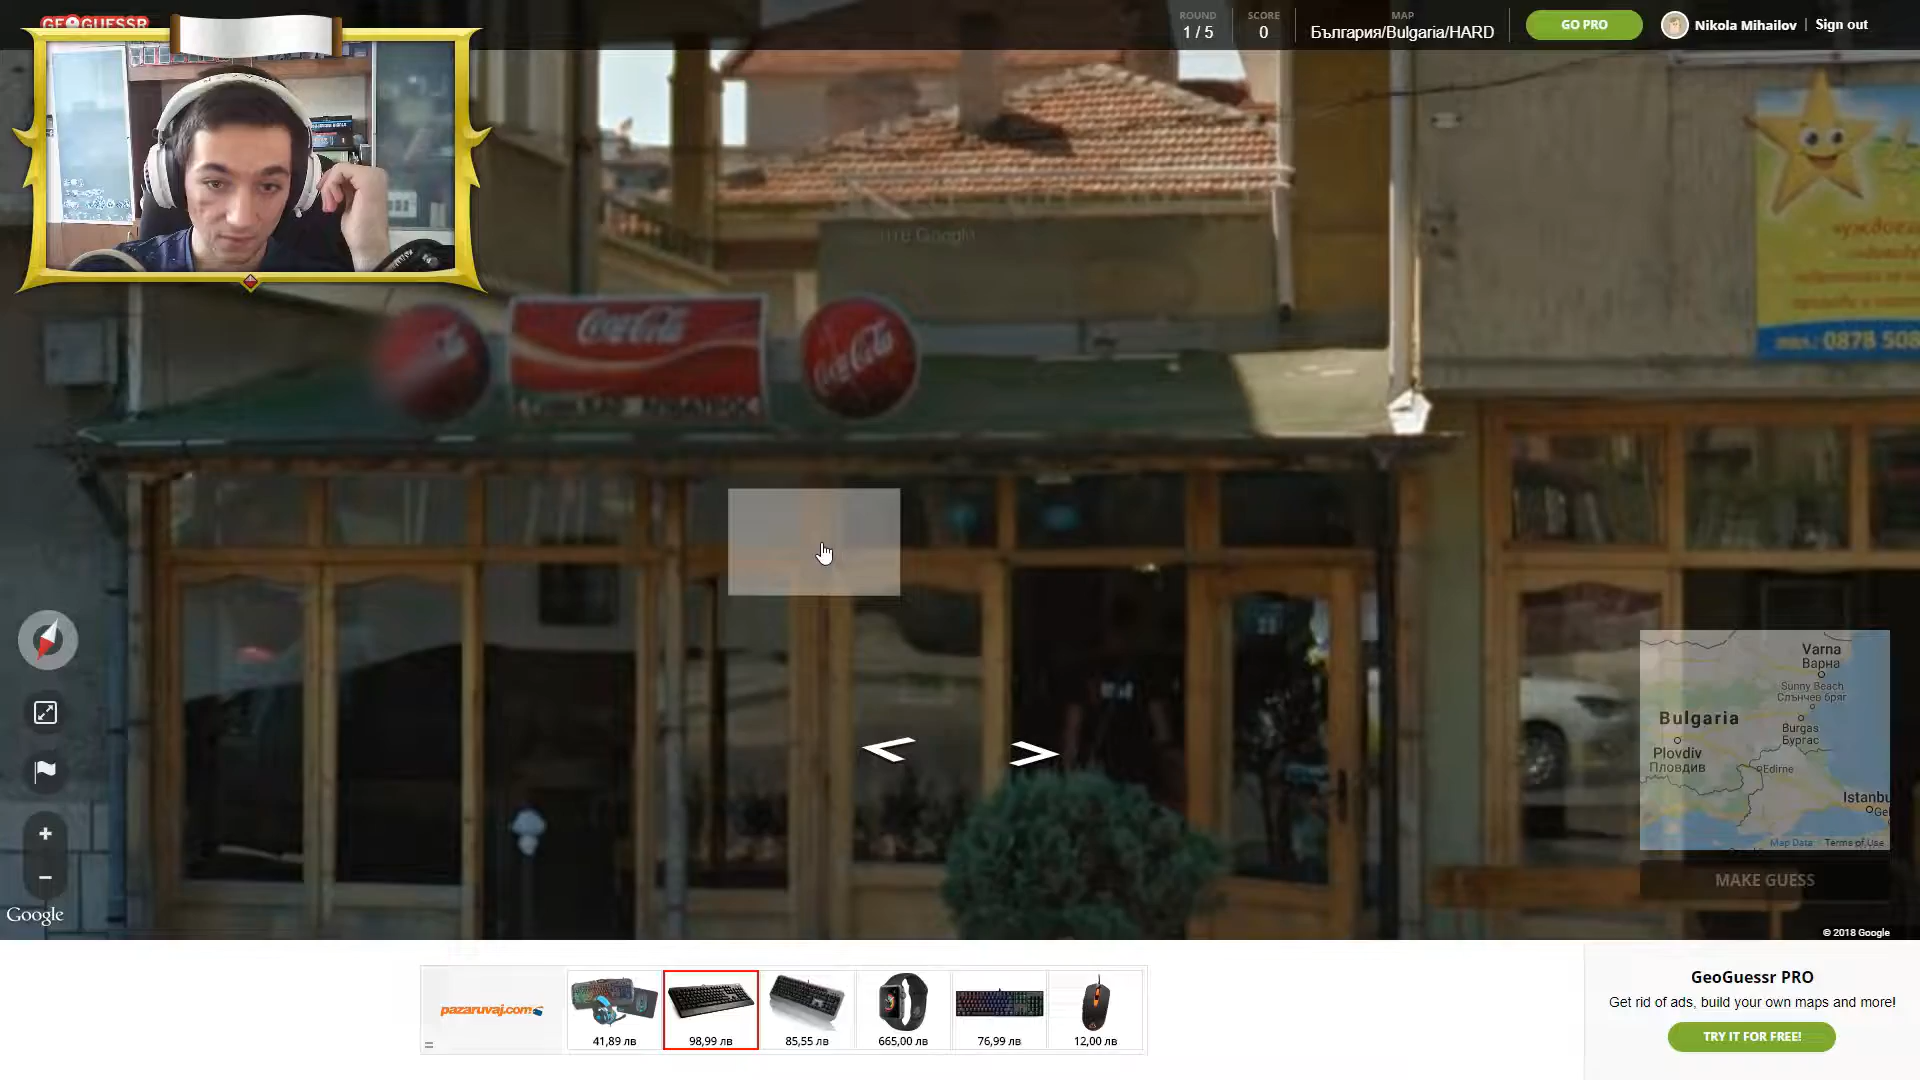 GEOGUESSR
ROUND
1 / 5
SCORE
0
MAP
България/Bulgaria/HARD
GO PRO
Nikola Mihailov
Sign out
Google
Coca-Cola
Coca-Cola
0878 508
Varna
Варна
Sunny Beach
Слънчев бряг
Bulgaria
Burgas
Бургас
Plovdiv
Пловдив
Edirne
Istanbu
Map Data
Terms of Use
MAKE GUESS
Google
© 2018 Google
pazaruvaj.com
41,89 лв
98,99 лв
85,55 лв
665,00 лв
76,99 лв
12,00 лв
GeoGuessr PRO
Get rid of ads, build your own maps and more!
TRY IT FOR FREE!